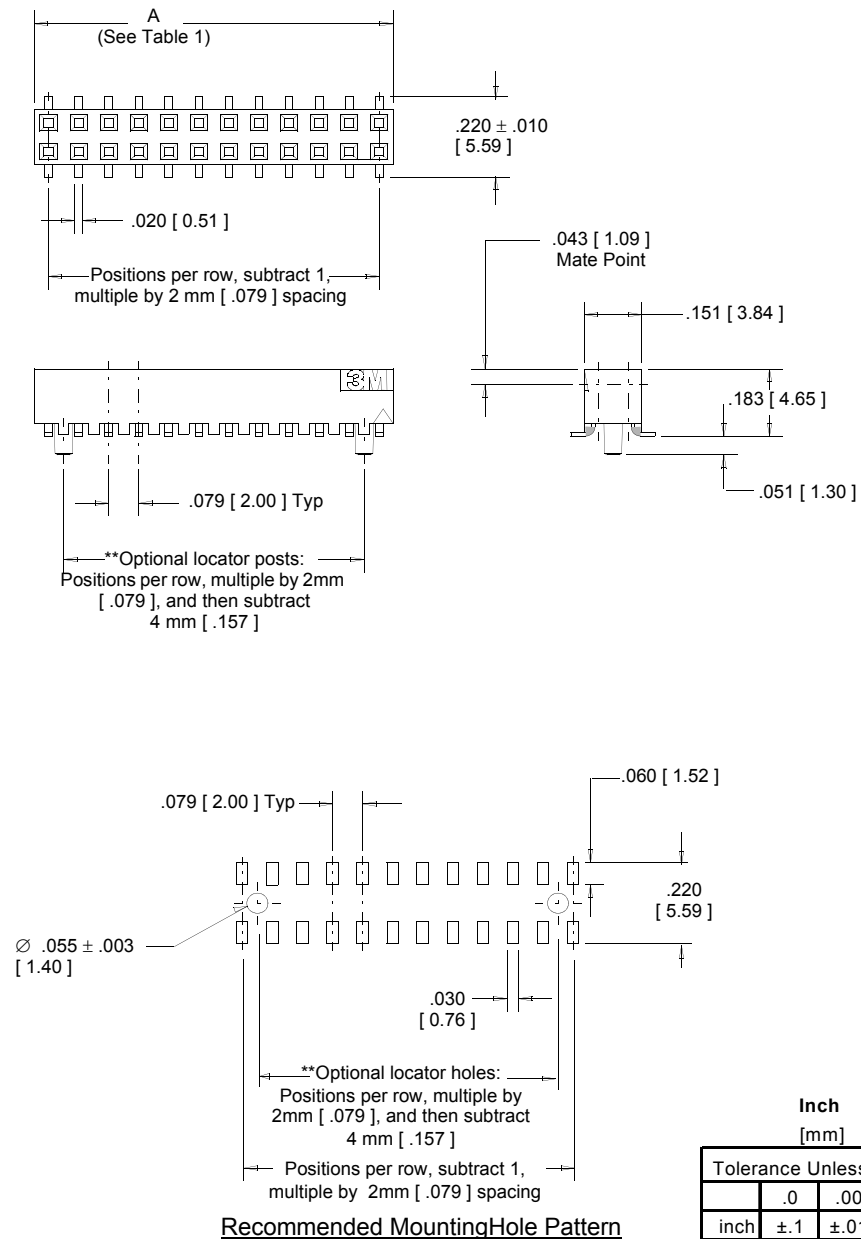 A
(See Table 1)
.220 ± .010
[ 5.59 ]
.020 [ 0.51 ]
Positions per row, subtract 1,
multiple by 2 mm [ .079 ] spacing
.043 [ 1.09 ]
Mate Point
.151 [ 3.84 ]
3M
.183 [ 4.65 ]
.079 [ 2.00 ] Typ
.051 [ 1.30 ]
**Optional locator posts:
Positions per row, multiple by 2mm
[ .079 ], and then subtract
4 mm [ .157 ]
.060 [ 1.52 ]
.079 [ 2.00 ] Typ
.220
[ 5.59 ]
∅ .055 ± .003
[ 1.40 ]
.030
[ 0.76 ]
**Optional locator holes:
Positions per row, multiple by
2mm [ .079 ], and then subtract
4 mm [ .157 ]
Positions per row, subtract 1,
multiple by 2mm [ .079 ] spacing
Recommended MountingHole Pattern
Inch
[mm]
Tolerance Unless
.0 .00
inch ±.1 ±.01